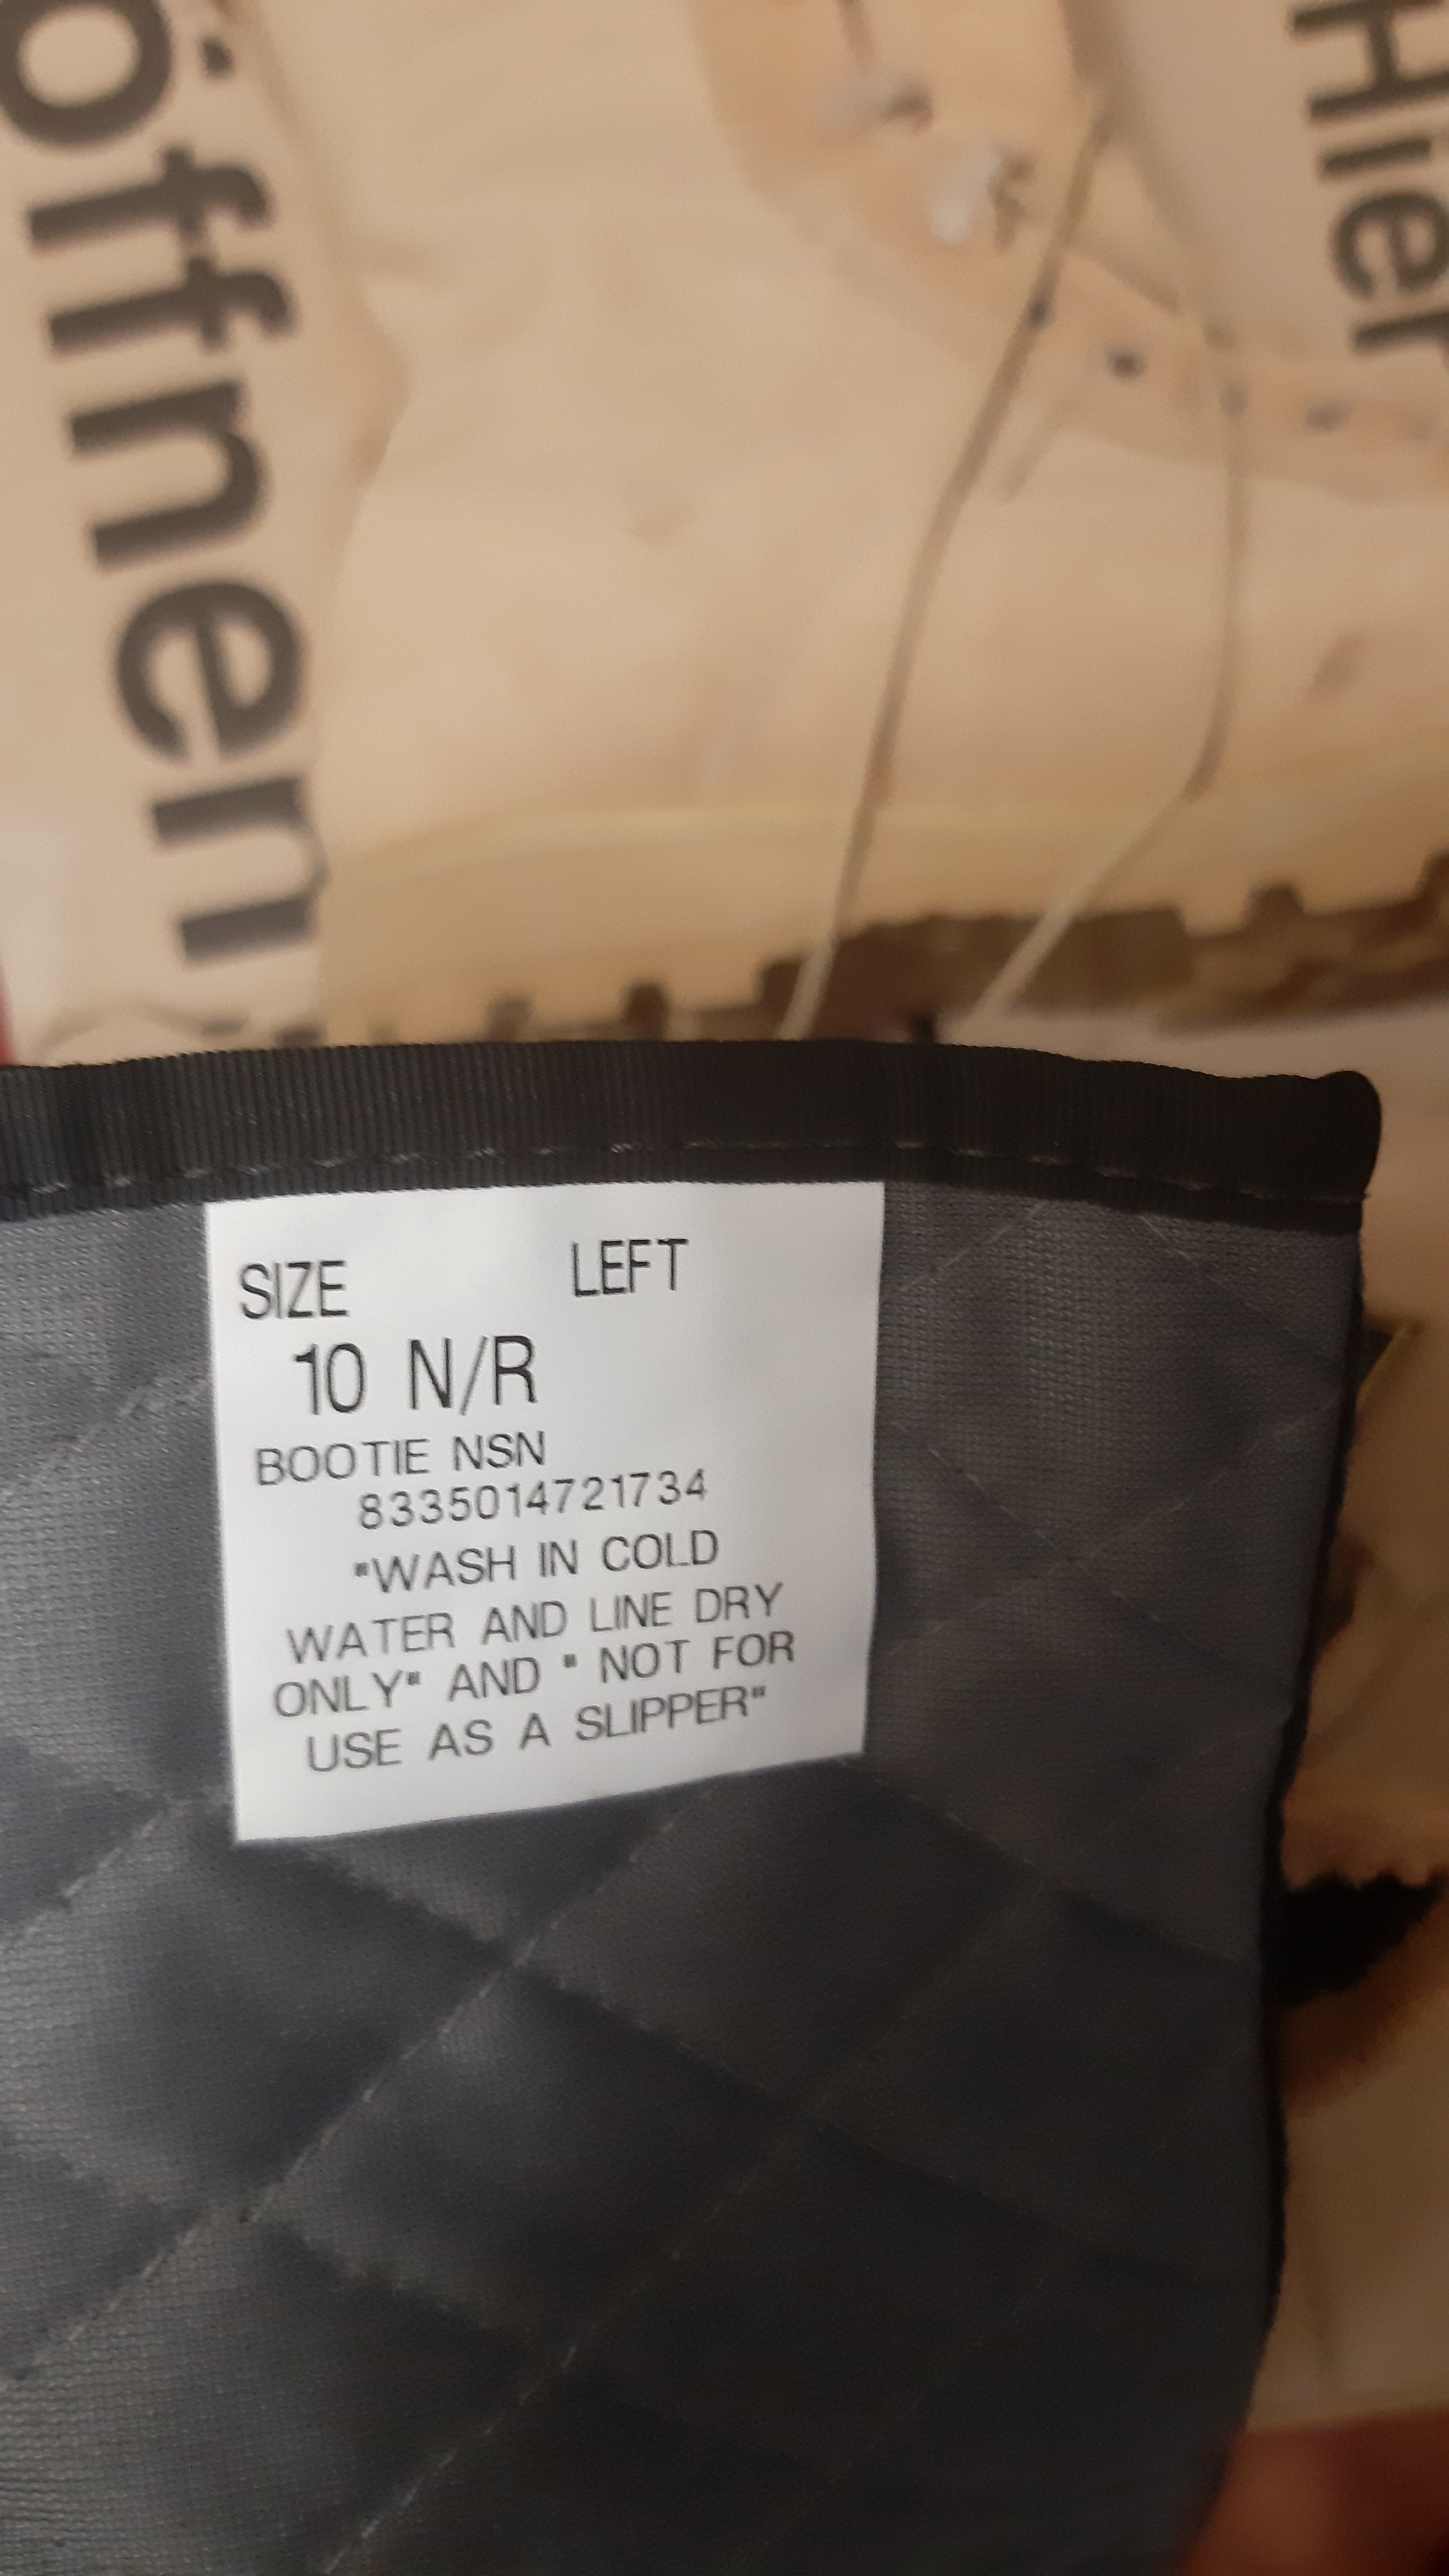 öffnen
Hier
SIZE LEFT
10 N/R
BOOTIE NSN
8335014721734
"WASH IN COLD
WATER AND LINE DRY
ONLY" AND " NOT FOR
USE AS A SLIPPER"